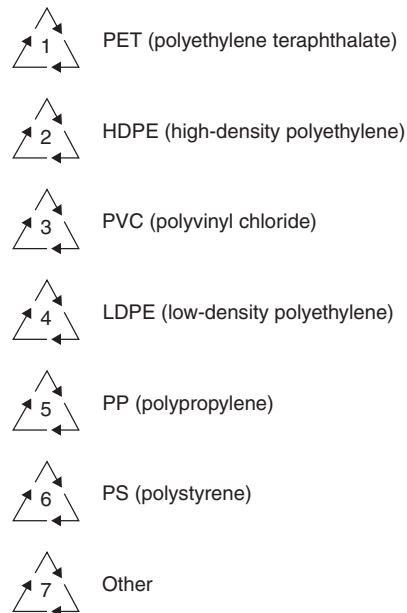 1 PET (polyethylene teraphthalate)
2 HDPE (high-density polyethylene)
3 PVC (polyvinyl chloride)
4 LDPE (low-density polyethylene)
5 PP (polypropylene)
6 PS (polystyrene)
7 Other